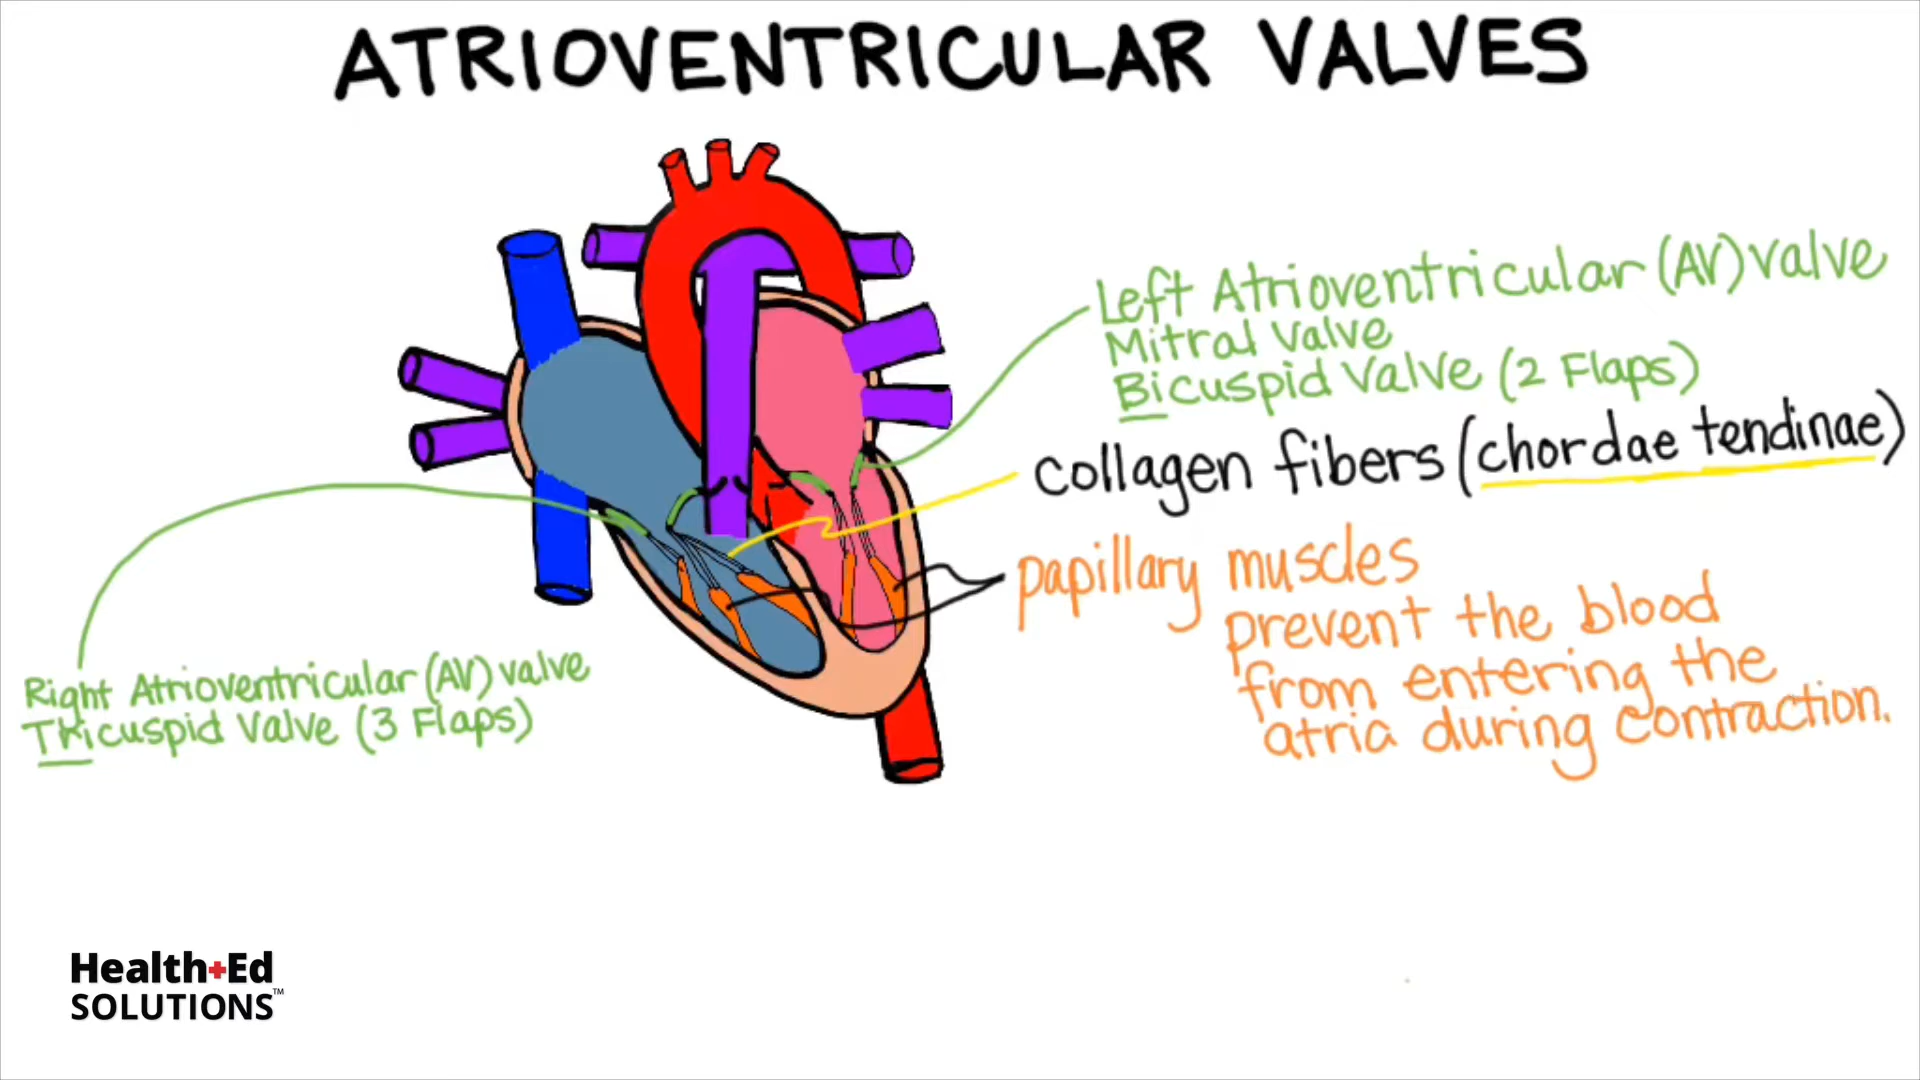 ATRIOVENTRICULAR VALVES
Left Atrioventricular (AV) valve
Mitral Valve
Bicuspid Valve (2 Flaps)
collagen fibers (chordae tendinae)
papillary muscles
prevent the blood
from entering the
atria during contraction.
Right Atrioventricular (AV) valve
Tricuspid Valve (3 Flaps)
Health+Ed
SOLUTIONS™